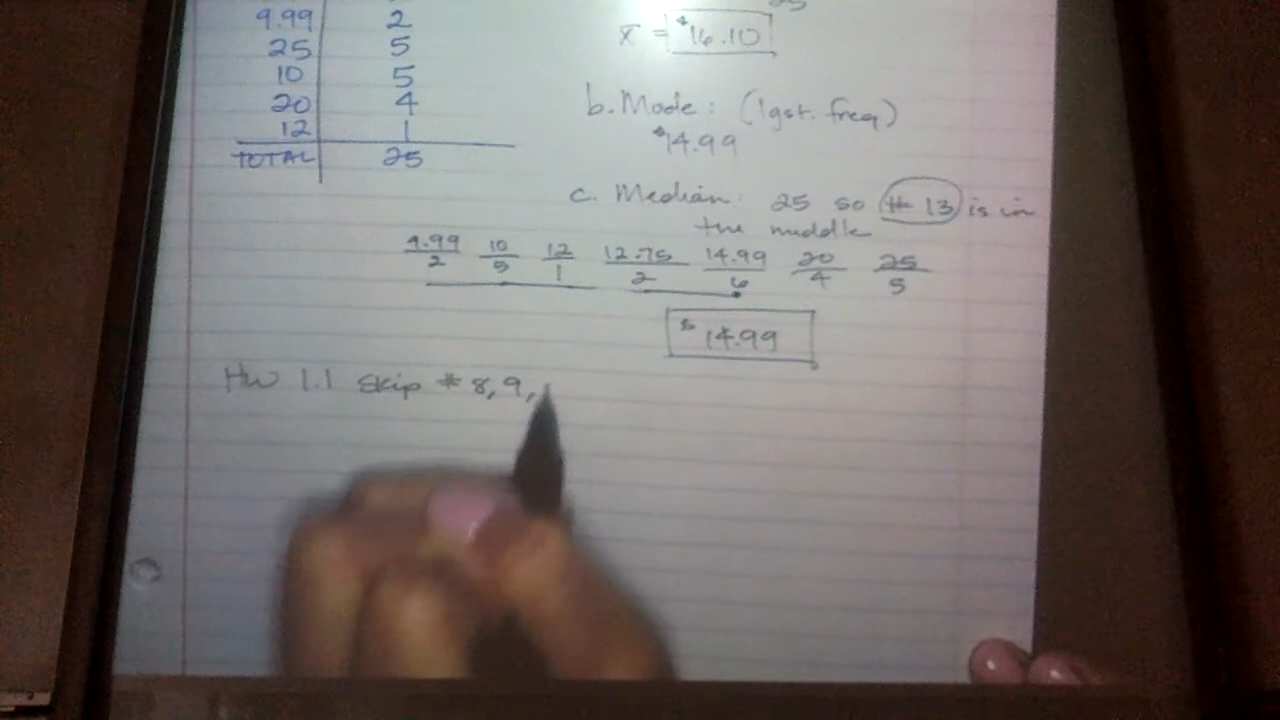 9.99 2
25 5
10 5
20 4
12 1
TOTAL 25
25
x̄ = $16.10
b. Mode: (lgst. freq)
$14.99
c. Median: 25 so #13 is in
the middle
9.99 10 12 12.75 14.99 20 25
2 5 1 2 6 4 5
$14.99
HW 1.1 skip # 8, 9,